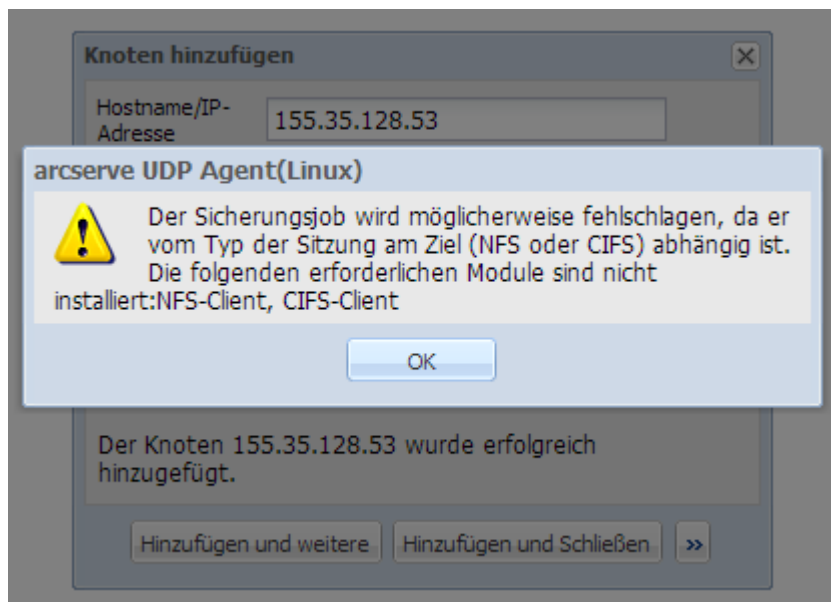 Knoten hinzufügen
Hostname/IP-
Adresse
155.35.128.53
arcserve UDP Agent(Linux)
Der Sicherungsjob wird möglicherweise fehlschlagen, da er
vom Typ der Sitzung am Ziel (NFS oder CIFS) abhängig ist.
Die folgenden erforderlichen Module sind nicht
installiert:NFS-Client, CIFS-Client
OK
Der Knoten 155.35.128.53 wurde erfolgreich
hinzugefügt.
Hinzufügen und weitere
Hinzufügen und Schließen
»